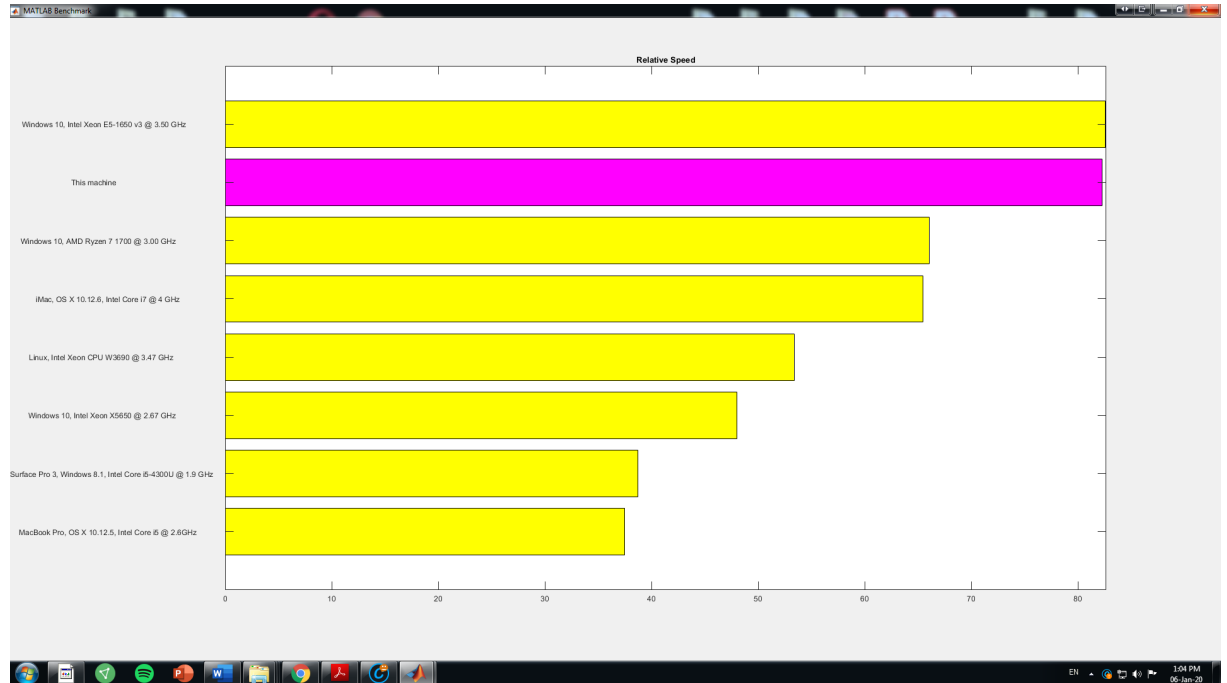 MATLAB Benchmark
Relative Speed
Windows 10, Intel Xeon E5-1650 v3 @ 3.50 GHz
This machine
Windows 10, AMD Ryzen 7 1700 @ 3.00 GHz
iMac, OS X 10.12.6, Intel Core i7 @ 4 GHz
Linux, Intel Xeon CPU W3690 @ 3.47 GHz
Windows 10, Intel Xeon X5650 @ 2.67 GHz
Surface Pro 3, Windows 8.1, Intel Core i5-4300U @ 1.9 GHz
MacBook Pro, OS X 10.12.5, Intel Core i5 @ 2.6GHz
0 10 20 30 40 50 60 70 80
EN
1:04 PM
06-Jan-20